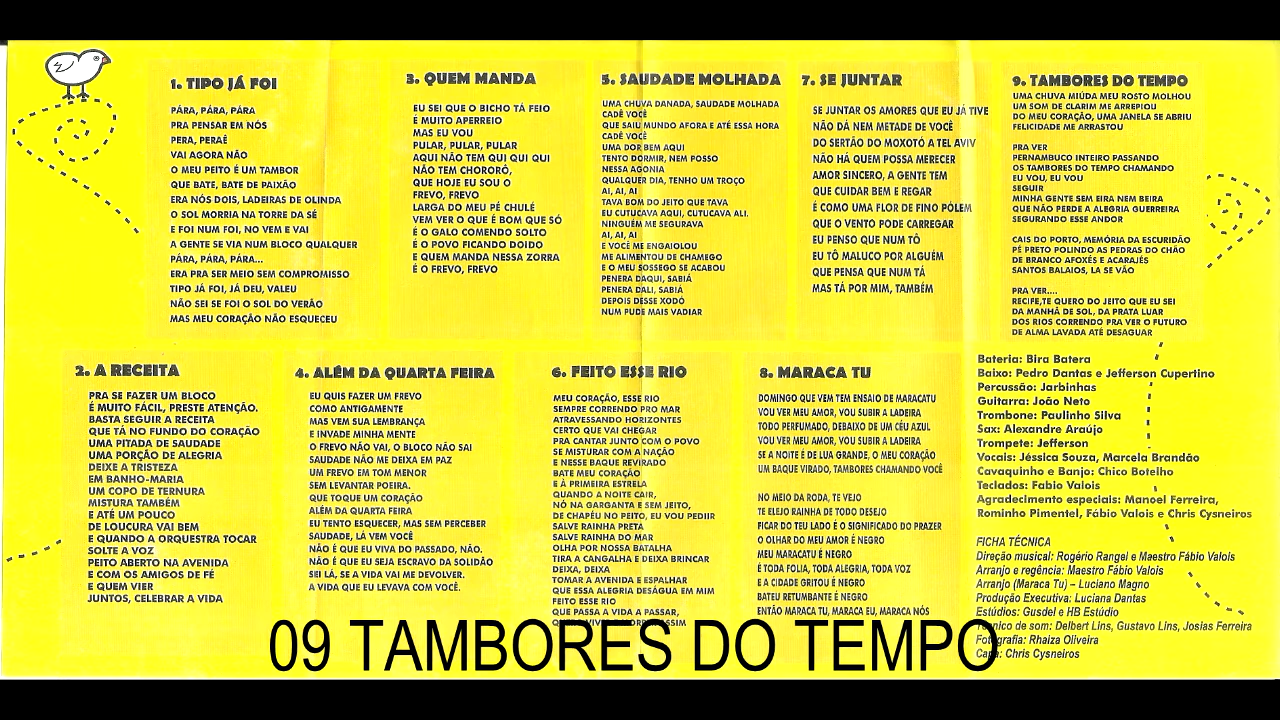 1. TIPO JÁ FOI
PÁRA, PÁRA, PÁRA
PRA PENSAR EM NÓS
PERA, PERAÊ
VAI AGORA NÃO
O MEU PEITO É UM TAMBOR
QUE BATE, BATE DE PAIXÃO
ERA NÓS DOIS, LADEIRAS DE OLINDA
O SOL MORRIA NA TORRE DA SÉ
E FOI NUM FOI, NO VEM E VAI
A GENTE SE VIA NUM BLOCO QUALQUER
PÁRA, PÁRA, PÁRA...
ERA PRA SER MEIO SEM COMPROMISSO
TIPO JÁ FOI, JÁ DEU, VALEU
NÃO SEI SE FOI O SOL DO VERÃO
MAS MEU CORAÇÃO NÃO ESQUECEU
2. A RECEITA
PRA SE FAZER UM BLOCO
É MUITO FÁCIL, PRESTE ATENÇÃO.
BASTA SEGUIR A RECEITA
QUE TÁ NO FUNDO DO CORAÇÃO
UMA PITADA DE SAUDADE
UMA PORÇÃO DE ALEGRIA
DEIXE A TRISTEZA
EM BANHO-MARIA
UM COPO DE TERNURA
MISTURA TAMBÉM
E ATÉ UM POUCO
DE LOUCURA VAI BEM
E QUANDO A ORQUESTRA TOCAR
SOLTE A VOZ
PEITO ABERTO NA AVENIDA
E COM OS AMIGOS DE FÉ
E QUEM VIER
JUNTOS, CELEBRAR A VIDA
3. QUEM MANDA
EU SEI QUE O BICHO TÁ FEIO
É MUITO APERREIO
MAS EU VOU
PULAR, PULAR, PULAR
AQUI NÃO TEM QUI QUI QUI
NÃO TEM CHORORÔ,
QUE HOJE EU SOU O
FREVO, FREVO
LARGA DO MEU PÉ CHULÉ
VEM VER O QUE É BOM QUE SÓ
É O GALO COMENDO SOLTO
É O POVO FICANDO DOIDO
E QUEM MANDA NESSA ZORRA
É O FREVO, FREVO
4. ALÉM DA QUARTA FEIRA
EU QUIS FAZER UM FREVO
COMO ANTIGAMENTE
MAS VEM SUA LEMBRANÇA
E INVADE MINHA MENTE
O FREVO NÃO VAI, O BLOCO NÃO SAI
SAUDADE NÃO ME DEIXA EM PAZ
UM FREVO EM TOM MENOR
SEM LEVANTAR POEIRA.
QUE TOQUE UM CORAÇÃO
ALÉM DA QUARTA FEIRA
EU TENTO ESQUECER, MAS SEM PERCEBER
SAUDADE, LÁ VEM VOCÊ
NÃO É QUE EU VIVA DO PASSADO, NÃO.
NÃO É QUE EU SEJA ESCRAVO DA SOLIDÃO
SEI LÁ, SE A VIDA VAI ME DEVOLVER.
A VIDA QUE EU LEVAVA COM VOCÊ.
5. SAUDADE MOLHADA
UMA CHUVA DANADA, SAUDADE MOLHADA
CADÊ VOCÊ
QUE SAIU MUNDO AFORA E ATÉ ESSA HORA
CADÊ VOCÊ
UMA DOR BEM AQUI
TENTO DORMIR, NEM POSSO
NESSA AGONIA
QUALQUER DIA, TENHO UM TROÇO
AI, AI, AI
TAVA BOM DO JEITO QUE TAVA
EU CUTUCAVA AQUI, CUTUCAVA ALI.
NINGUÉM ME SEGURAVA
AI, AI, AI
E VOCÊ ME ENGAIOLOU
ME ALIMENTOU DE CHAMEGO
E O MEU SOSSEGO SE ACABOU
PENERA DAQUI, SABIÁ
PENERA DALI, SABIÁ
DEPOIS DESSE XODÓ
NUM PUDE MAIS VADIAR
6. FEITO ESSE RIO
MEU CORAÇÃO, ESSE RIO
SEMPRE CORRENDO PRO MAR
ATRAVESSANDO HORIZONTES
CERTO QUE VAI CHEGAR
PRA CANTAR JUNTO COM O POVO
SE MISTURAR COM A NAÇÃO
E NESSE BAQUE REVIRADO
BATE MEU CORAÇÃO
E À PRIMEIRA ESTRELA
QUANDO A NOITE CAIR,
NÓ NA GARGANTA E SEM JEITO,
DE CHAPÉU NO PEITO, EU VOU PEDIR
SALVE RAINHA PRETA
SALVE RAINHA DO MAR
OLHA POR NOSSA BATALHA
TIRA A CANGALHA E DEIXA BRINCAR
DEIXA, DEIXA
TOMAR A AVENIDA E ESPALHAR
QUE ESSA ALEGRIA DESÁGUA EM MIM
FEITO ESSE RIO
QUE PASSA A VIDA A PASSAR,
7. SE JUNTAR
SE JUNTAR OS AMORES QUE EU JÁ TIVE
NÃO DÁ NEM METADE DE VOCÊ
DO SERTÃO DO MOXOTÓ A TEL AVIV
NÃO HÁ QUEM POSSA MERECER
AMOR SINCERO, A GENTE TEM
QUE CUIDAR BEM E REGAR
É COMO UMA FLOR DE FINO PÓLEM
QUE O VENTO PODE CARREGAR
EU PENSO QUE NUM TÔ
EU TÔ MALUCO POR ALGUÉM
QUE PENSA QUE NUM TÁ
MAS TÁ POR MIM, TAMBÉM
8. MARACA TU
DOMINGO QUE VEM TEM ENSAIO DE MARACATU
VOU VER MEU AMOR, VOU SUBIR A LADEIRA
TODO PERFUMADO, DEBAIXO DE UM CÉU AZUL
VOU VER MEU AMOR, VOU SUBIR A LADEIRA
SE A NOITE É DE LUA GRANDE, O MEU CORAÇÃO
UM BAQUE VIRADO, TAMBORES CHAMANDO VOCÊ
NO MEIO DA RODA, TE VEJO
TE ELEJO RAINHA DE TODO DESEJO
FICAR DO TEU LADO É O SIGNIFICADO DO PRAZER
O OLHAR DO MEU AMOR É NEGRO
MEU MARACATU É NEGRO
É TODA FOLIA, TODA ALEGRIA, TODA VOZ
E A CIDADE GRITOU É NEGRO
BATEU RETUMBANTE É NEGRO
ENTÃO MARACA TU, MARACA EU, MARACA NÓS
9. TAMBORES DO TEMPO
UMA CHUVA MIÚDA MEU ROSTO MOLHOU
UM SOM DE CLARIM ME ARREPIOU
DO MEU CORAÇÃO, UMA JANELA SE ABRIU
FELICIDADE ME ARRASTOU
PRA VER
PERNAMBUCO INTEIRO PASSANDO
OS TAMBORES DO TEMPO CHAMANDO
EU VOU, EU VOU
SEGUIR
MINHA GENTE SEM EIRA NEM BEIRA
QUE NÃO PERDE A ALEGRIA GUERREIRA
SEGURANDO ESSE ANDOR
CAIS DO PORTO, MEMÓRIA DA ESCURIDÃO
PÉ PRETO POLINDO AS PEDRAS DO CHÃO
DE BRANCO AFOXÉS E ACARAJÉS
SANTOS BALAIOS, LA SE VÃO
PRA VER....
RECIFE,TE QUERO DO JEITO QUE EU SEI
DA MANHÃ DE SOL, DA PRATA LUAR
DOS RIOS CORRENDO PRA VER O FUTURO
DE ALMA LAVADA ATÉ DESAGUAR
Bateria: Bira Batera
Baixo: Pedro Dantas e Jefferson Cupertino
Percussão: Jarbinhas
Guitarra: João Neto
Trombone: Paulinho Silva
Sax: Alexandre Araújo
Trompete: Jefferson
Vocais: Jéssica Souza, Marcela Brandão
Cavaquinho e Banjo: Chico Botelho
Teclados: Fabio Valois
Agradecimento especiais: Manoel Ferreira,
Rominho Pimentel, Fábio Valois e Chris Cysneiros
FICHA TÉCNICA
Direção musical: Rogério Rangel e Maestro Fábio Valois
Arranjo e regência: Maestro Fábio Valois
Arranjo (Maraca Tu) – Luciano Magno
Produção Executiva: Luciana Dantas
Estúdios: Gusdel e HB Estúdio
Técnico de som: Delbert Lins, Gustavo Lins, Josias Ferreira
Fotografia: Rhaiza Oliveira
Capa: Chris Cysneiros
09 TAMBORES DO TEMPO